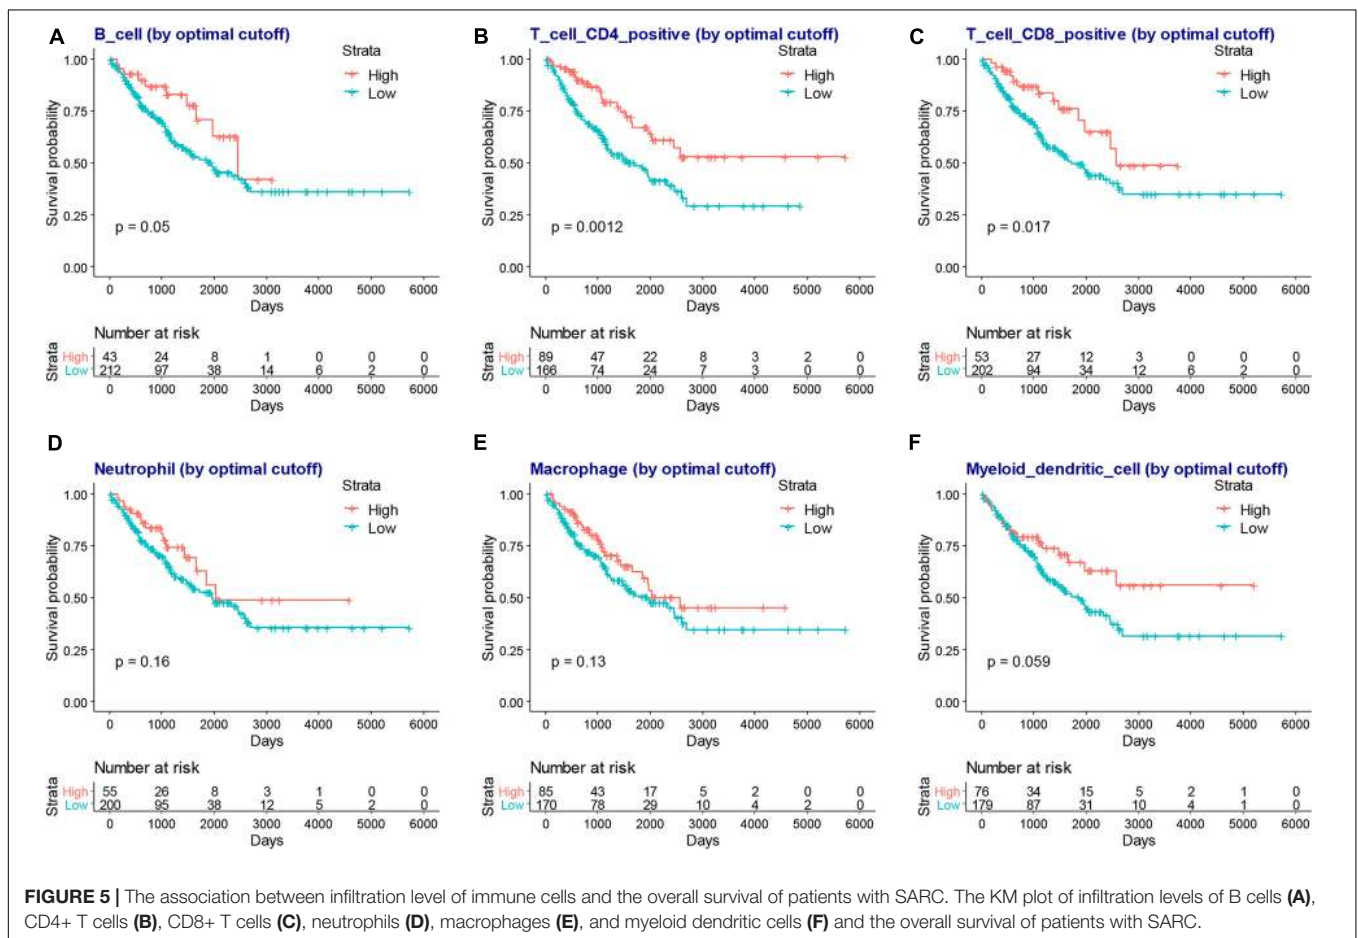 A
B_cell (by optimal cutoff)
Strata
High
Low
Survival probability
1.00
0.75
0.50
0.25
0.00
p = 0.05
0 1000 2000 3000 4000 5000 6000
Days
Number at risk
Strata
High 43 24 8 1 0 0 0
Low 212 97 38 14 6 2 0
0 1000 2000 3000 4000 5000 6000
Days
B
T_cell_CD4_positive (by optimal cutoff)
Strata
High
Low
Survival probability
1.00
0.75
0.50
0.25
0.00
p = 0.0012
0 1000 2000 3000 4000 5000 6000
Days
Number at risk
Strata
High 89 47 22 8 3 2 0
Low 166 74 24 7 3 0 0
0 1000 2000 3000 4000 5000 6000
Days
C
T_cell_CD8_positive (by optimal cutoff)
Strata
High
Low
Survival probability
1.00
0.75
0.50
0.25
0.00
p = 0.017
0 1000 2000 3000 4000 5000 6000
Days
Number at risk
Strata
High 53 27 12 3 0 0 0
Low 202 94 34 12 6 2 0
0 1000 2000 3000 4000 5000 6000
Days
D
Neutrophil (by optimal cutoff)
Strata
High
Low
Survival probability
1.00
0.75
0.50
0.25
0.00
p = 0.16
0 1000 2000 3000 4000 5000 6000
Days
Number at risk
Strata
High 55 26 8 3 1 0 0
Low 200 95 38 12 5 2 0
0 1000 2000 3000 4000 5000 6000
Days
E
Macrophage (by optimal cutoff)
Strata
High
Low
Survival probability
1.00
0.75
0.50
0.25
0.00
p = 0.13
0 1000 2000 3000 4000 5000 6000
Days
Number at risk
Strata
High 85 43 17 5 2 0 0
Low 170 78 29 10 4 2 0
0 1000 2000 3000 4000 5000 6000
Days
F
Myeloid_dendritic_cell (by optimal cutoff)
Strata
High
Low
Survival probability
1.00
0.75
0.50
0.25
0.00
p = 0.059
0 1000 2000 3000 4000 5000 6000
Days
Number at risk
Strata
High 76 34 15 5 2 1 0
Low 179 87 31 10 4 1 0
0 1000 2000 3000 4000 5000 6000
Days
FIGURE 5 | The association between infiltration level of immune cells and the overall survival of patients with SARC. The KM plot of infiltration levels of B cells (A),
CD4+ T cells (B), CD8+ T cells (C), neutrophils (D), macrophages (E), and myeloid dendritic cells (F) and the overall survival of patients with SARC.